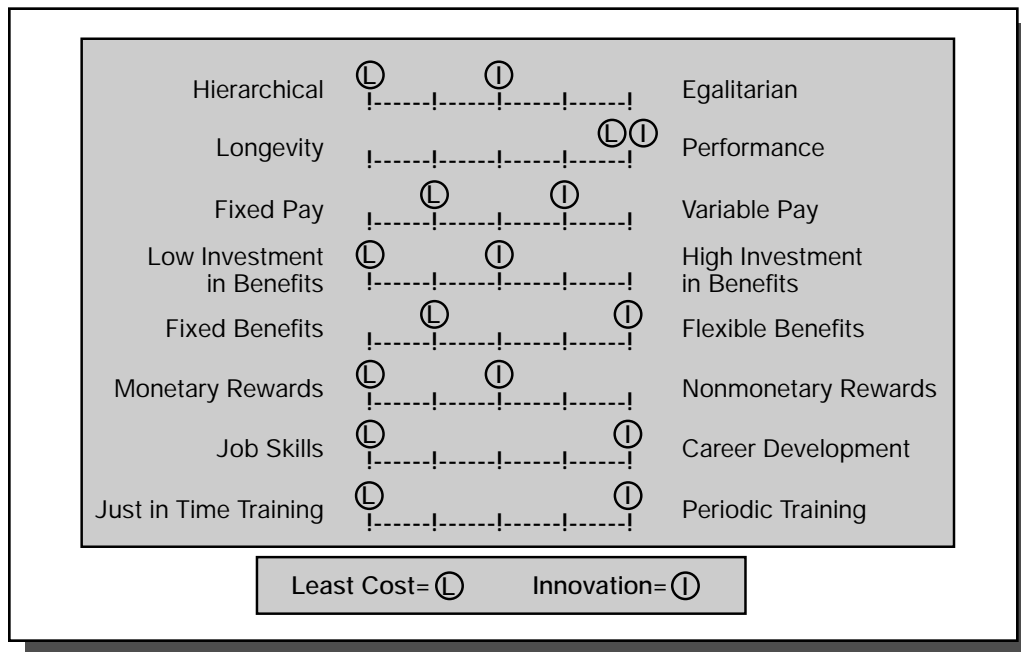 L I
Hierarchical !------!------!------!------! Egalitarian
L I
Longevity !------!------!------!------! Performance
L I
Fixed Pay !------!------!------!------! Variable Pay
Low Investment L I High Investment
in Benefits !------!------!------!------! in Benefits
L I
Fixed Benefits !------!------!------!------! Flexible Benefits
L I
Monetary Rewards !------!------!------!------! Nonmonetary Rewards
L I
Job Skills !------!------!------!------! Career Development
L I
Just in Time Training !------!------!------!------! Periodic Training
Least Cost= L Innovation= I